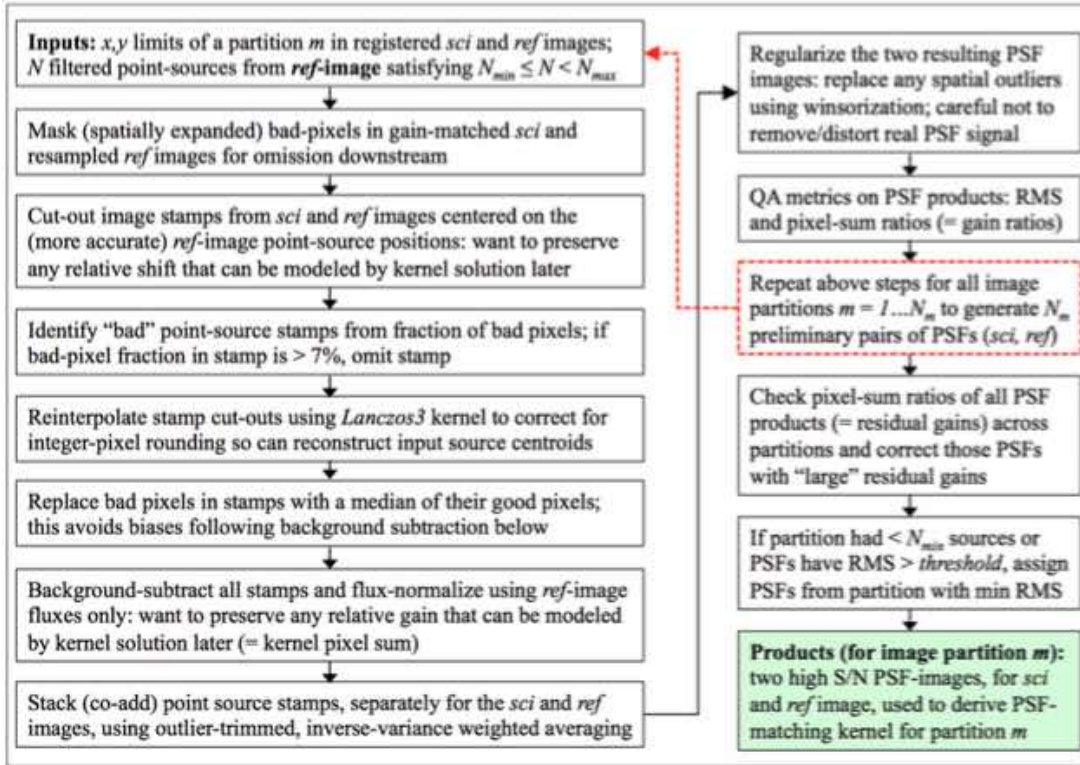 Inputs: x,y limits of a partition m in registered sci and ref images;
N filtered point-sources from ref-image satisfying Nmin ≤ N < Nmax
Mask (spatially expanded) bad-pixels in gain-matched sci and
resampled ref images for omission downstream
Cut-out image stamps from sci and ref images centered on the
(more accurate) ref-image point-source positions: want to preserve
any relative shift that can be modeled by kernel solution later
Identify “bad” point-source stamps from fraction of bad pixels; if
bad-pixel fraction in stamp is > 7%, omit stamp
Reinterpolate stamp cut-outs using Lanczos3 kernel to correct for
integer-pixel rounding so can reconstruct input source centroids
Replace bad pixels in stamps with a median of their good pixels;
this avoids biases following background subtraction below
Background-subtract all stamps and flux-normalize using ref-image
fluxes only: want to preserve any relative gain that can be modeled
by kernel solution later (= kernel pixel sum)
Stack (co-add) point source stamps, separately for the sci and ref
images, using outlier-trimmed, inverse-variance weighted averaging
Regularize the two resulting PSF
images: replace any spatial outliers
using winsorization; careful not to
remove/distort real PSF signal
QA metrics on PSF products: RMS
and pixel-sum ratios (= gain ratios)
Repeat above steps for all image
partitions m = 1...Nm to generate Nm
preliminary pairs of PSFs (sci, ref)
Check pixel-sum ratios of all PSF
products (= residual gains) across
partitions and correct those PSFs
with “large” residual gains
If partition had < Nmin sources or
PSFs have RMS > threshold, assign
PSFs from partition with min RMS
Products (for image partition m):
two high S/N PSF-images, for sci
and ref image, used to derive PSF-
matching kernel for partition m